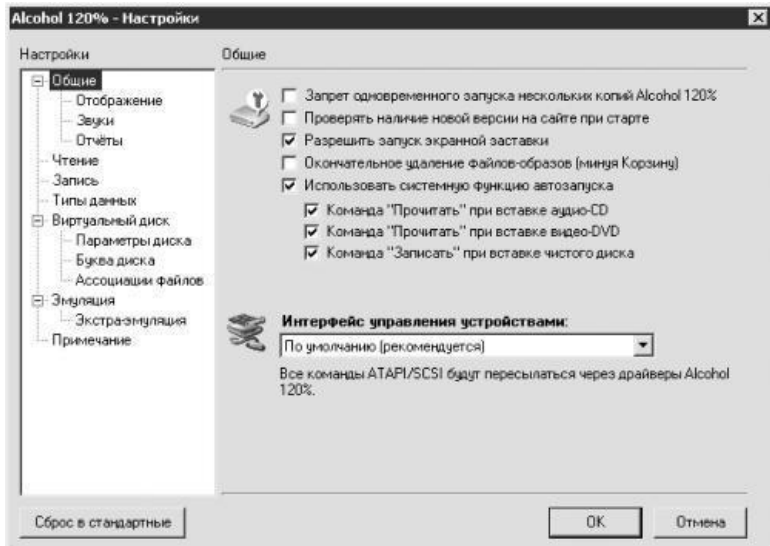 Alcohol 120% - Настройки
Настройки
Общие
Отображение
Звуки
Отчёты
Чтение
Запись
Типы данных
Виртуальный диск
Параметры диска
Буква диска
Ассоциации файлов
Эмуляция
Экстра-эмуляция
Примечание
Общие
Запрет одновременного запуска нескольких копий Alcohol 120%
Проверять наличие новой версии на сайте при старте
Разрешить запуск экранной заставки
Окончательное удаление файлов-образов (минуя Корзину)
Использовать системную функцию автозапуска
Команда "Прочитать" при вставке аудио-CD
Команда "Прочитать" при вставке видео-DVD
Команда "Записать" при вставке чистого диска
Интерфейс управления устройствами:
По умолчанию (рекомендуется)
Все команды ATAPI/SCSI будут пересылаться через драйверы Alcohol
120%.
Сброс в стандартные
OK
Отмена